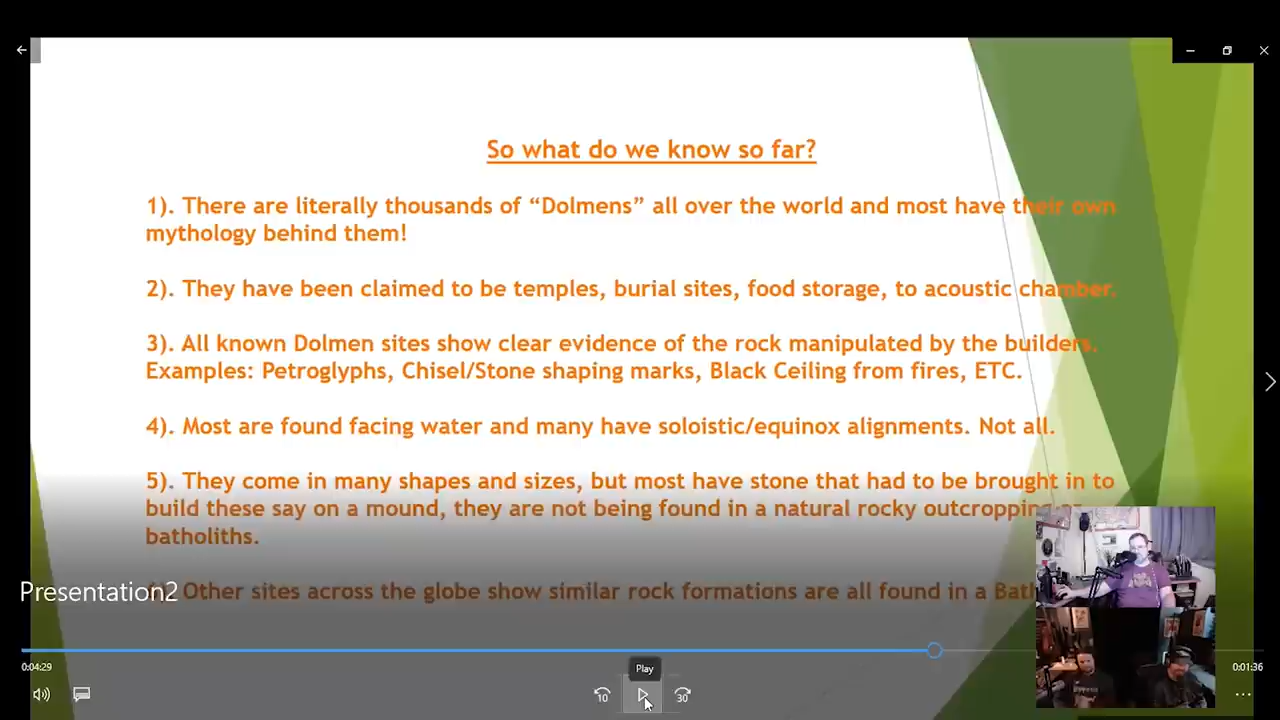 So what do we know so far?
1). There are literally thousands of “Dolmens” all over the world and most have their own
mythology behind them!
2). They have been claimed to be temples, burial sites, food storage, to acoustic chamber.
3). All known Dolmen sites show clear evidence of the rock manipulated by the builders.
Examples: Petroglyphs, Chisel/Stone shaping marks, Black Ceiling from fires, ETC.
4). Most are found facing water and many have soloistic/equinox alignments. Not all.
5). They come in many shapes and sizes, but most have stone that had to be brought in to
build these say on a mound, they are not being found in a natural rocky outcropping
batholiths.
Presentation2
Other sites across the globe show similar rock formations are all found in a
Play
0:04:29
0:01:36
10
30